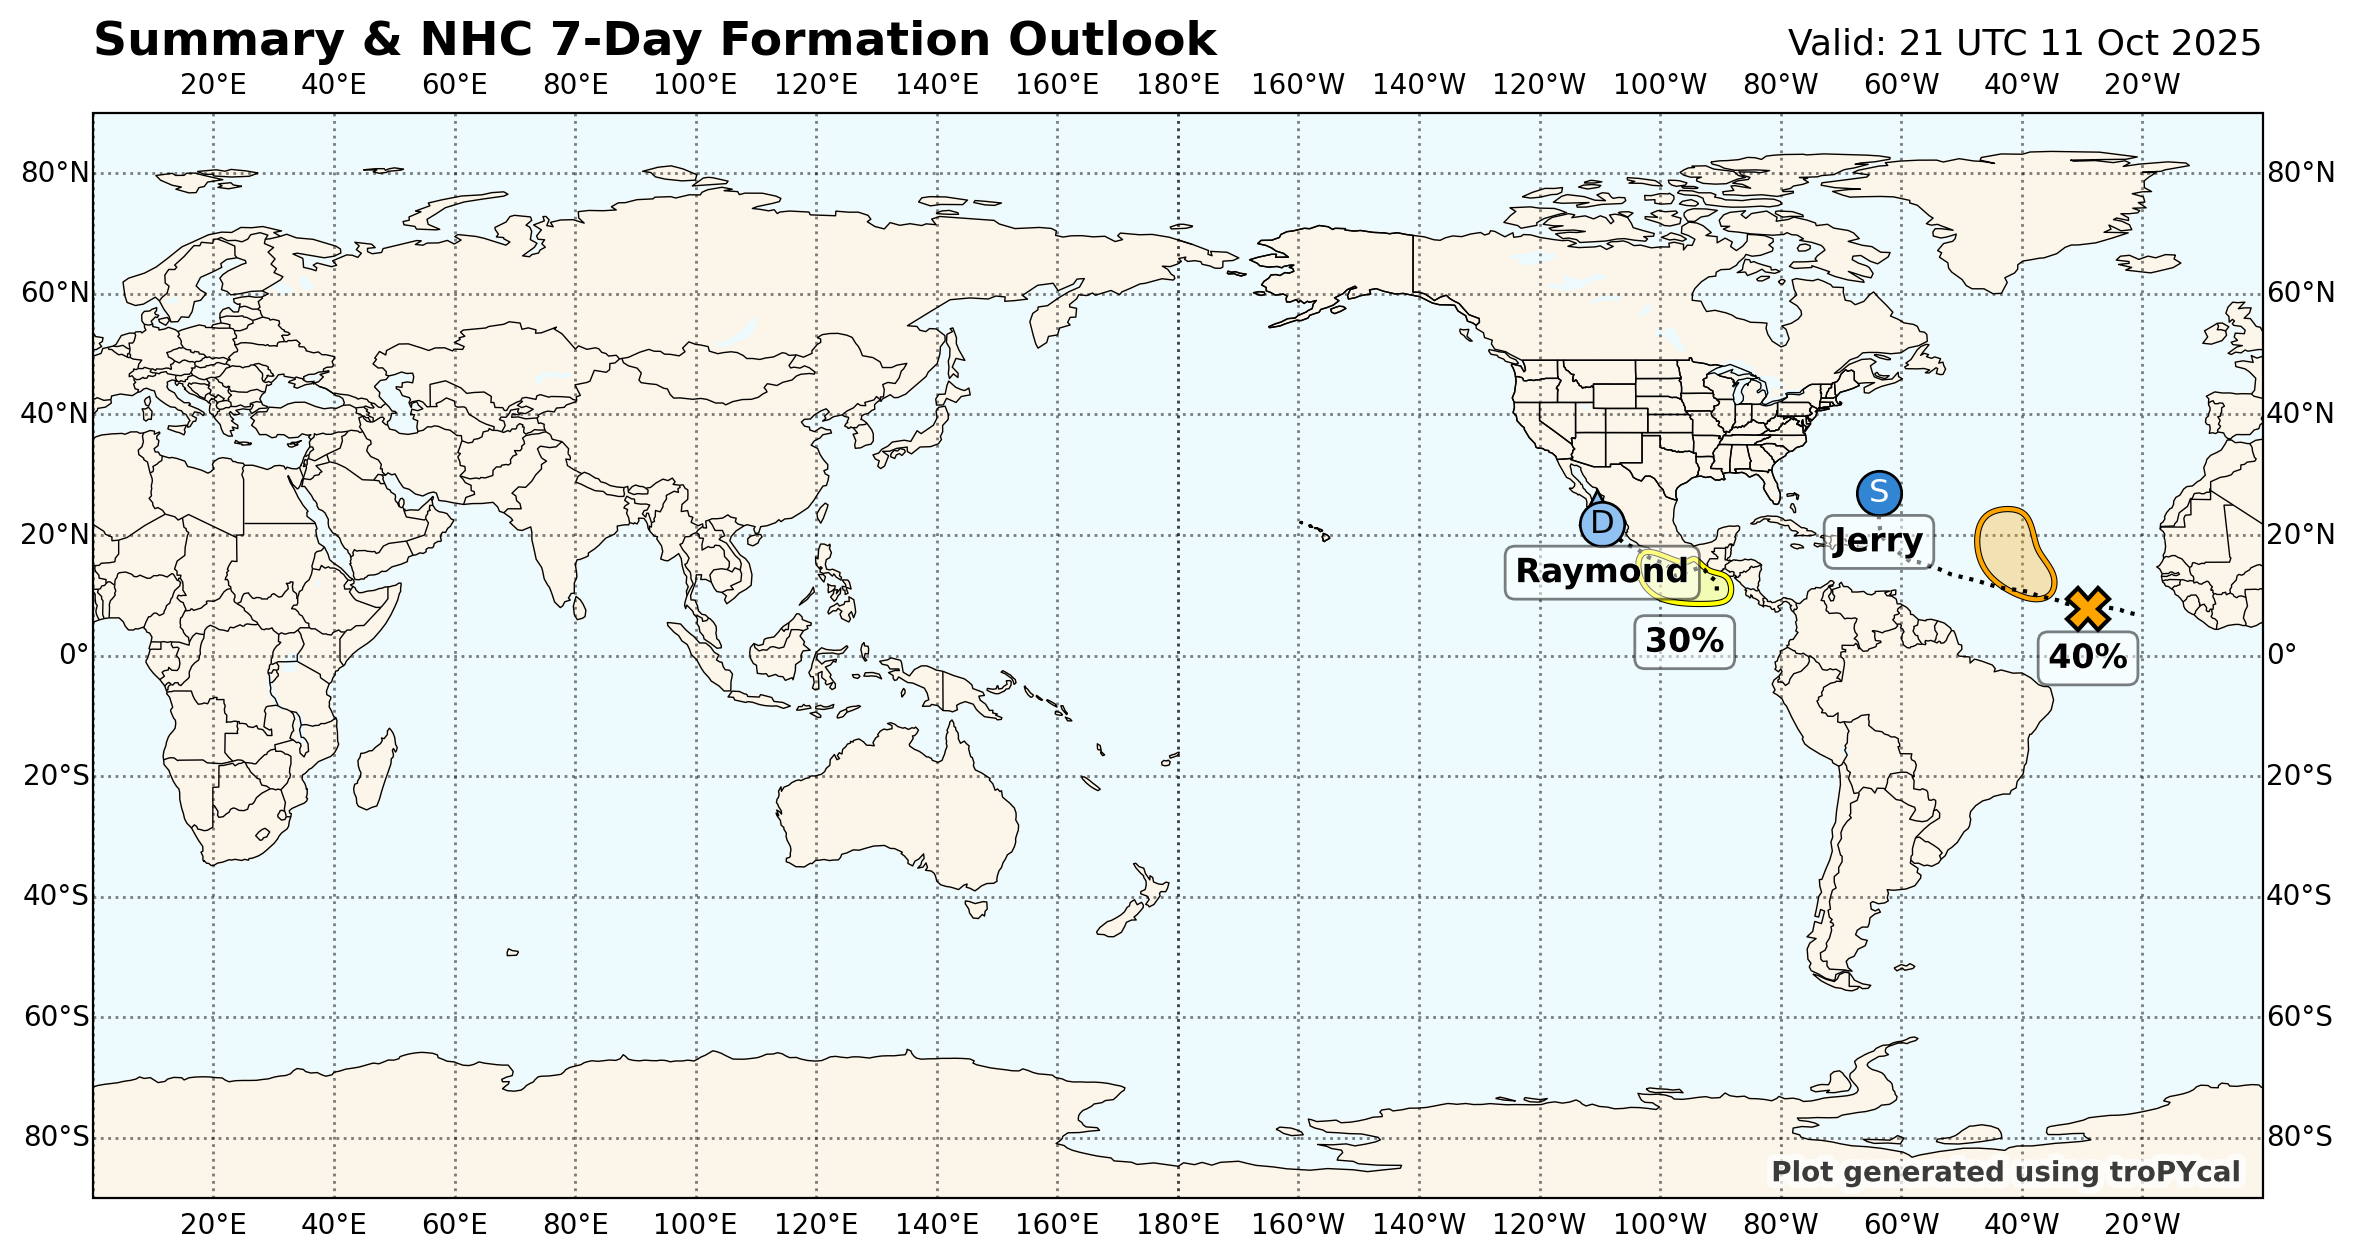 Summary & NHC 7-Day Formation Outlook
Valid: 21 UTC 11 Oct 2025
20°E 40°E 60°E 80°E 100°E 120°E 140°E 160°E 180°E 160°W 140°W 120°W 100°W 80°W 60°W 40°W 20°W
80°N 80°N
60°N 60°N
40°N 40°N
S
D
20°N 20°N
Jerry
Raymond
30%
0° 40% 0°
20°S 20°S
40°S 40°S
60°S 60°S
80°S 80°S
Plot generated using troPYcal
20°E 40°E 60°E 80°E 100°E 120°E 140°E 160°E 180°E 160°W 140°W 120°W 100°W 80°W 60°W 40°W 20°W